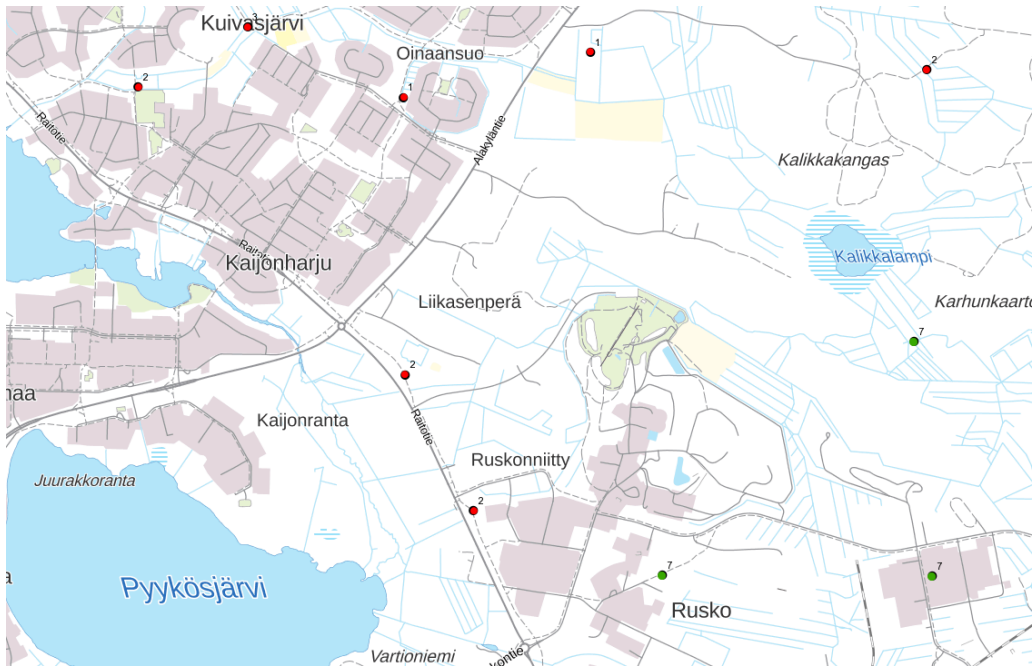 Kuivasjärvi
3
Oinaansuo
1
2
2
1
Raitotie
Alakyläntie
Kalikkakangas
Raitotie
Kaijonharju
Kalikkalampi
Liikasenperä
Karhunkaarto
7
2
Raitotie
Kaijonranta
Ruskonniitty
Juurakkoranta
2
7
7
Pyykösjärvi
Rusko
Vartioniemi